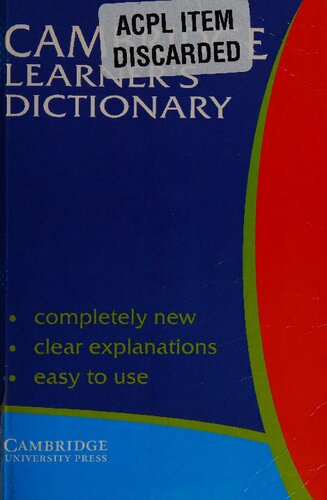 ACPL ITEM
DISCARDED
CAM E
LEARNER'S
DICTIONARY
• completely new
• clear explanations
• easy to use
CAMBRIDGE
UNIVERSITY PRESS